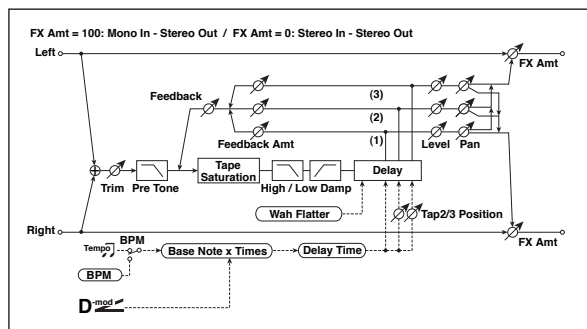 FX Amt = 100: Mono In - Stereo Out / FX Amt = 0: Stereo In - Stereo Out
Left
FX Amt
Feedback
(3)
(2)
(1)
Feedback Amt
Level
Pan
Trim
Pre Tone
Tape
Saturation
High / Low Damp
Delay
Wah Flatter
Tap2/3 Position
Right
FX Amt
Tempo
BPM
BPM
Base Note x Times
Delay Time
D-mod